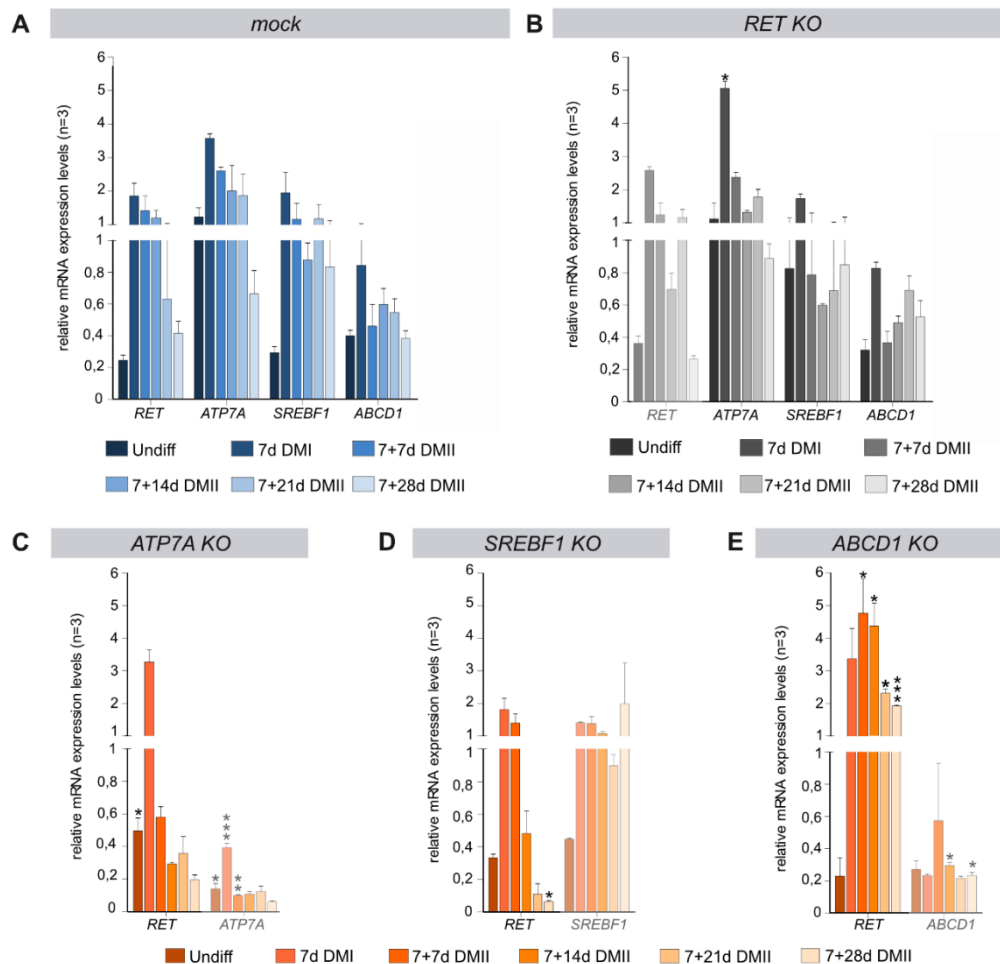 A mock
relative mRNA expression levels (n=3)
6
5
4
3
2
1
1
0,8
0,6
0,4
0,2
0
RET ATP7A SREBF1 ABCD1
Undiff 7d DMI 7+7d DMII
7+14d DMII 7+21d DMII 7+28d DMII
B RET KO
relative mRNA expression levels (n=3)
6
5
4
3
2
1
1
0,8
0,6
0,4
0,2
0
*
RET ATP7A SREBF1 ABCD1
Undiff 7d DMI 7+7d DMII
7+14d DMII 7+21d DMII 7+28d DMII
C ATP7A KO
relative mRNA expression levels (n=3)
6
5
4
3
2
1
1
0,8
0,6
0,4
0,2
0
* * *** **
RET ATP7A
D SREBF1 KO
relative mRNA expression levels (n=3)
6
5
4
3
2
1
1
0,8
0,6
0,4
0,2
0
*
RET SREBF1
E ABCD1 KO
relative mRNA expression levels (n=3)
6
5
4
3
2
1
1
0,8
0,6
0,4
0,2
0
* * * *** * *
RET ABCD1
Undiff 7d DMI 7+7d DMII 7+14d DMII 7+21d DMII 7+28d DMII